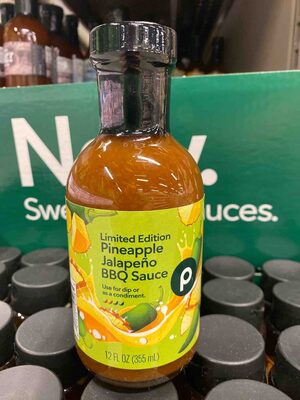 N
Swe
uces.
Limited Edition
Pineapple
Jalapeño
BBQ Sauce
Use for dip or
as a condiment.
P
12 FL OZ (355 mL)